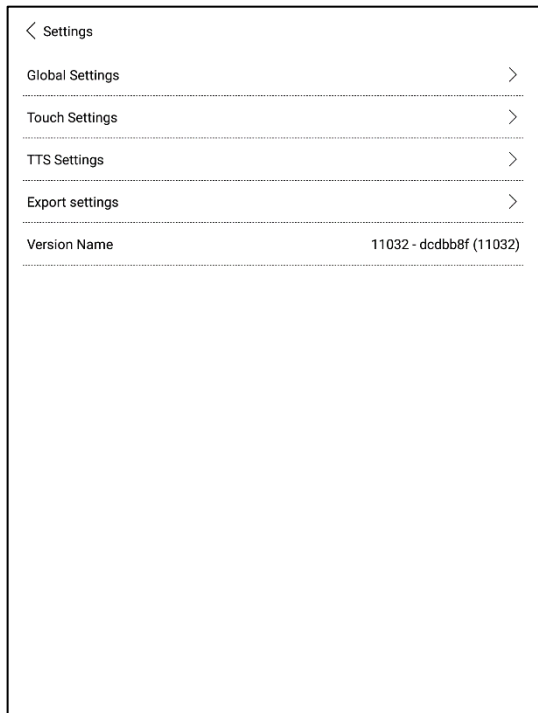 Settings
Global Settings
Touch Settings
TTS Settings
Export settings
Version Name 11032 - dcdbb8f (11032)